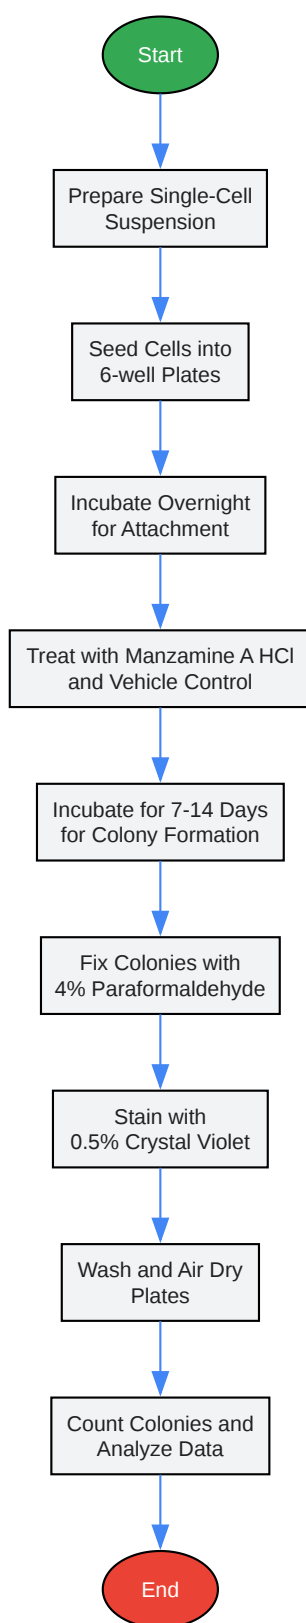 Start
Prepare Single-Cell
Suspension
Seed Cells into
6-well Plates
Incubate Overnight
for Attachment
Treat with Manzamine A HCl
and Vehicle Control
Incubate for 7-14 Days
for Colony Formation
Fix Colonies with
4% Paraformaldehyde
Stain with
0.5% Crystal Violet
Wash and Air Dry
Plates
Count Colonies and
Analyze Data
End